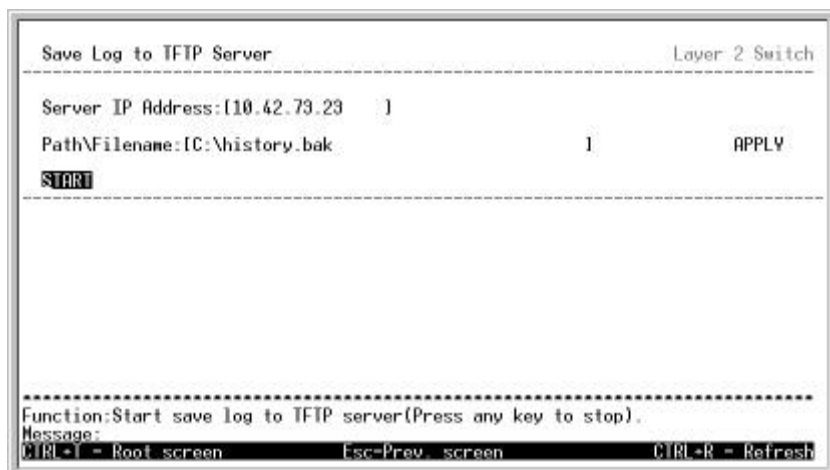 Save Log to TFTP Server Layer 2 Switch
Server IP Address:[10.42.73.23 ]
Path\Filename:[C:\history.bak ] APPLY
START
Function:Start save log to TFTP server(Press any key to stop).
Message:
CTRL+T = Root screen Esc=Prev. screen CTRL+R = Refresh